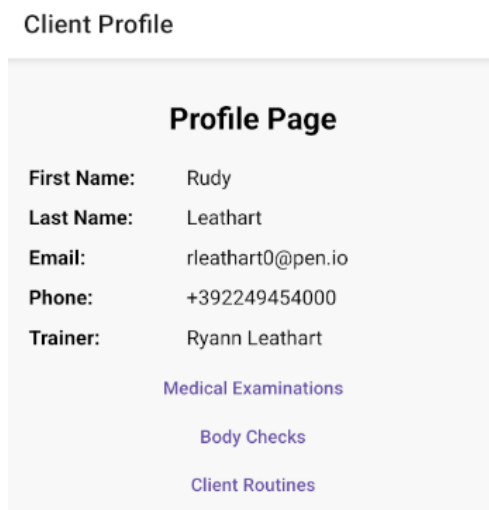 Client Profile
Profile Page
First Name: Rudy
Last Name: Leathart
Email: rleathart0@pen.io
Phone: +392249454000
Trainer: Ryann Leathart
Medical Examinations
Body Checks
Client Routines